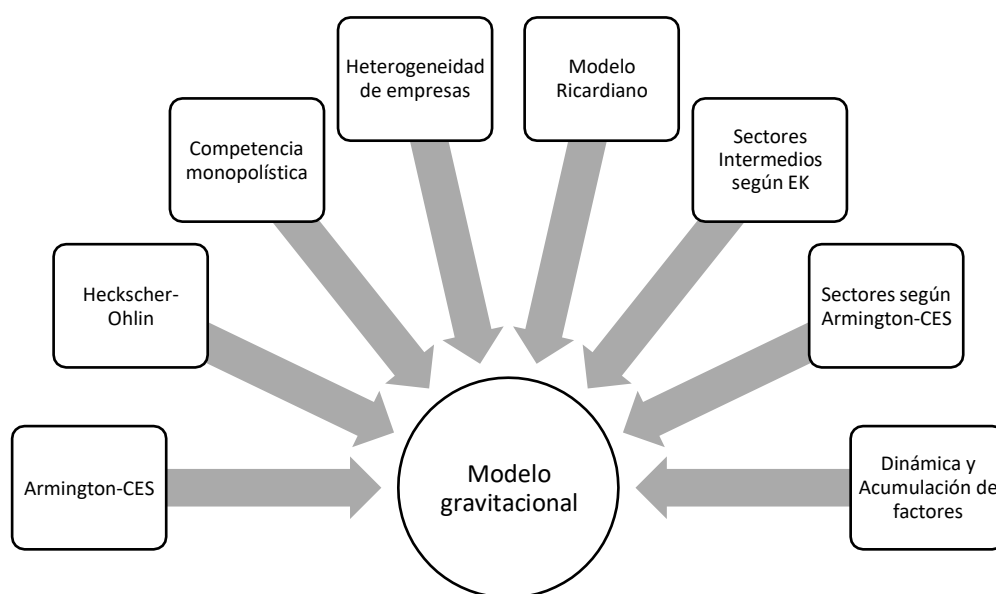 Heterogeneidad
de empresas
Modelo
Ricardiano
Competencia
monopolística
Sectores
Intermedios
según EK
Heckscher-
Ohlin
Sectores según
Armington-CES
Armington-CES
Modelo
gravitacional
Dinámica y
Acumulación de
factores